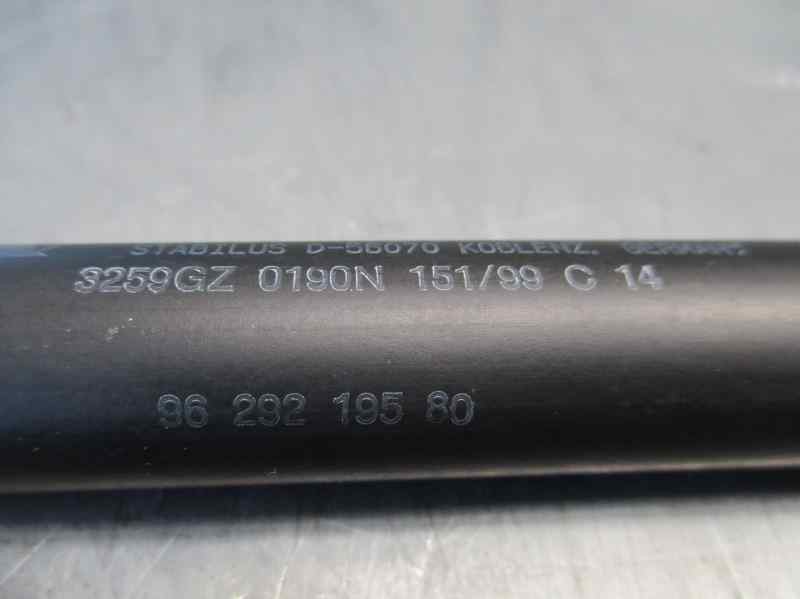 STABILUS D-56070 KOBLENZ, GERMANY.
3259GZ 0190N 151/99 C 14
96 292 195 80